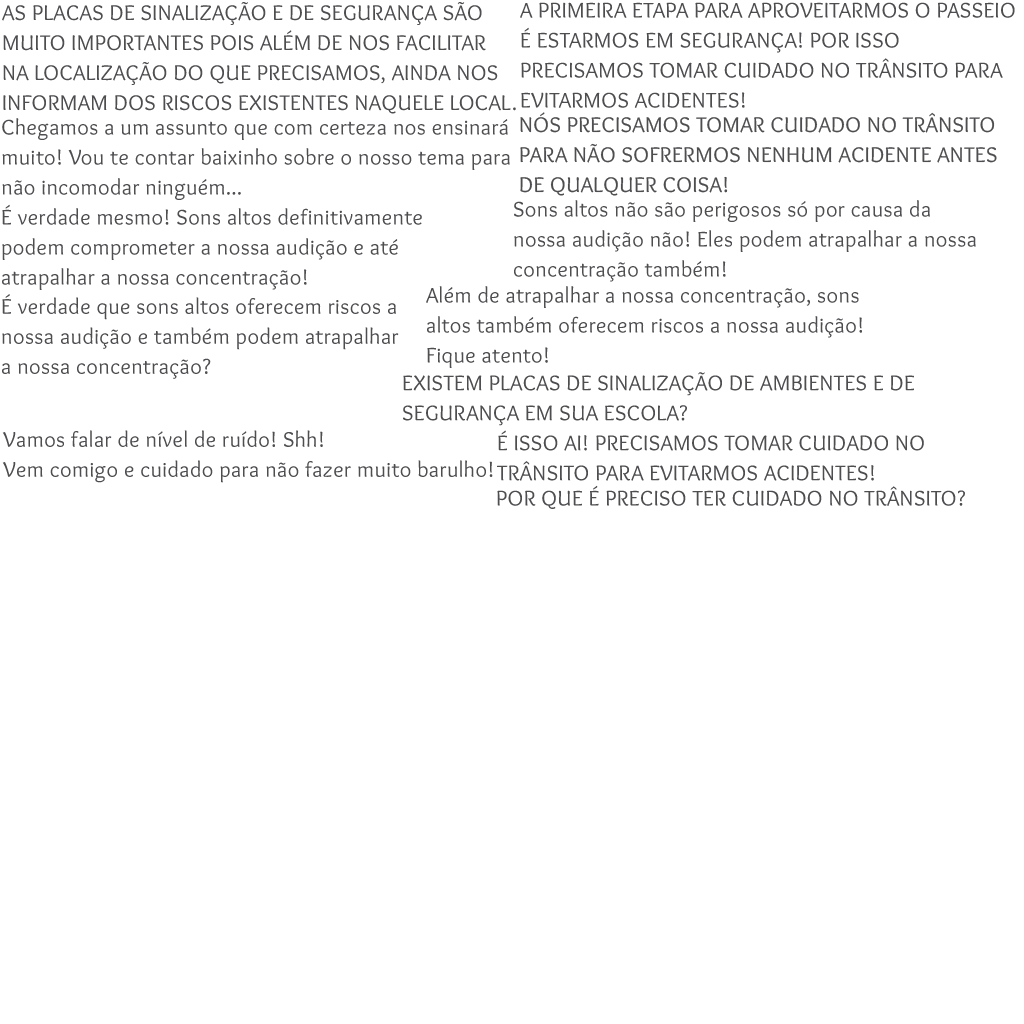 AS PLACAS DE SINALIZAÇÃO E DE SEGURANÇA SÃO
MUITO IMPORTANTES POIS ALÉM DE NOS FACILITAR
NA LOCALIZAÇÃO DO QUE PRECISAMOS, AINDA NOS
INFORMAM DOS RISCOS EXISTENTES NAQUELE LOCAL.
A PRIMEIRA ETAPA PARA APROVEITARMOS O PASSEIO
É ESTARMOS EM SEGURANÇA! POR ISSO
PRECISAMOS TOMAR CUIDADO NO TRÂNSITO PARA
EVITARMOS ACIDENTES!
Chegamos a um assunto que com certeza nos ensinará
muito! Vou te contar baixinho sobre o nosso tema para
não incomodar ninguém...
NÓS PRECISAMOS TOMAR CUIDADO NO TRÂNSITO
PARA NÃO SOFRERMOS NENHUM ACIDENTE ANTES
DE QUALQUER COISA!
É verdade mesmo! Sons altos definitivamente
podem comprometer a nossa audição e até
atrapalhar a nossa concentração!
Sons altos não são perigosos só por causa da
nossa audição não! Eles podem atrapalhar a nossa
concentração também!
É verdade que sons altos oferecem riscos a
nossa audição e também podem atrapalhar
a nossa concentração?
Além de atrapalhar a nossa concentração, sons
altos também oferecem riscos a nossa audição!
Fique atento!
EXISTEM PLACAS DE SINALIZAÇÃO DE AMBIENTES E DE
SEGURANÇA EM SUA ESCOLA?
Vamos falar de nível de ruído! Shh!
Vem comigo e cuidado para não fazer muito barulho!
É ISSO AI! PRECISAMOS TOMAR CUIDADO NO
TRÂNSITO PARA EVITARMOS ACIDENTES!
POR QUE É PRECISO TER CUIDADO NO TRÂNSITO?